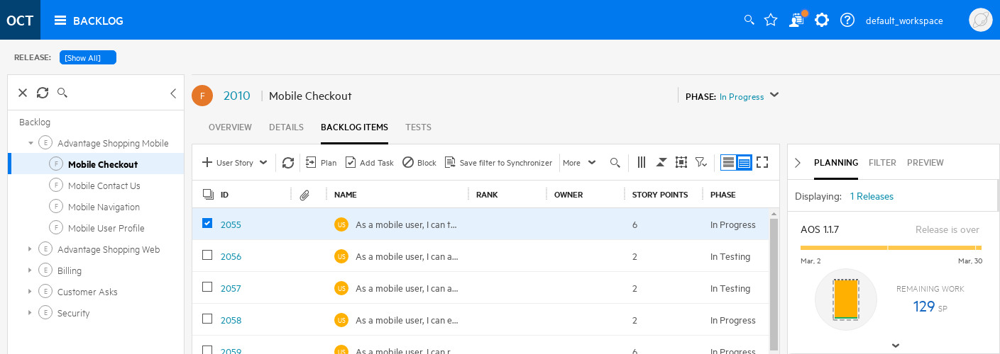 OCT BACKLOG default_workspace
RELEASE: [Show All]
F 2010 | Mobile Checkout PHASE: In Progress
OVERVIEW DETAILS BACKLOG ITEMS TESTS
Backlog
E Advantage Shopping Mobile
F Mobile Checkout
F Mobile Contact Us
F Mobile Navigation
F Mobile User Profile
E Advantage Shopping Web
E Billing
E Customer Asks
E Security
User Story Plan Add Task Block Save filter to Synchronizer More
ID NAME RANK OWNER STORY POINTS PHASE
2055 US As a mobile user, I can t... 6 In Progress
2056 US As a mobile user, I can a... 2 In Testing
2057 US As a mobile user, I can a... 2 In Testing
2058 US As a mobile user, I can e... 2 In Progress
2059 US As a mobile user, I can r... 6 In Progress
PLANNING FILTER PREVIEW
Displaying: 1 Releases
AOS 1.1.7 Release is over
Mar, 2 Mar, 30
REMAINING WORK
129 SP